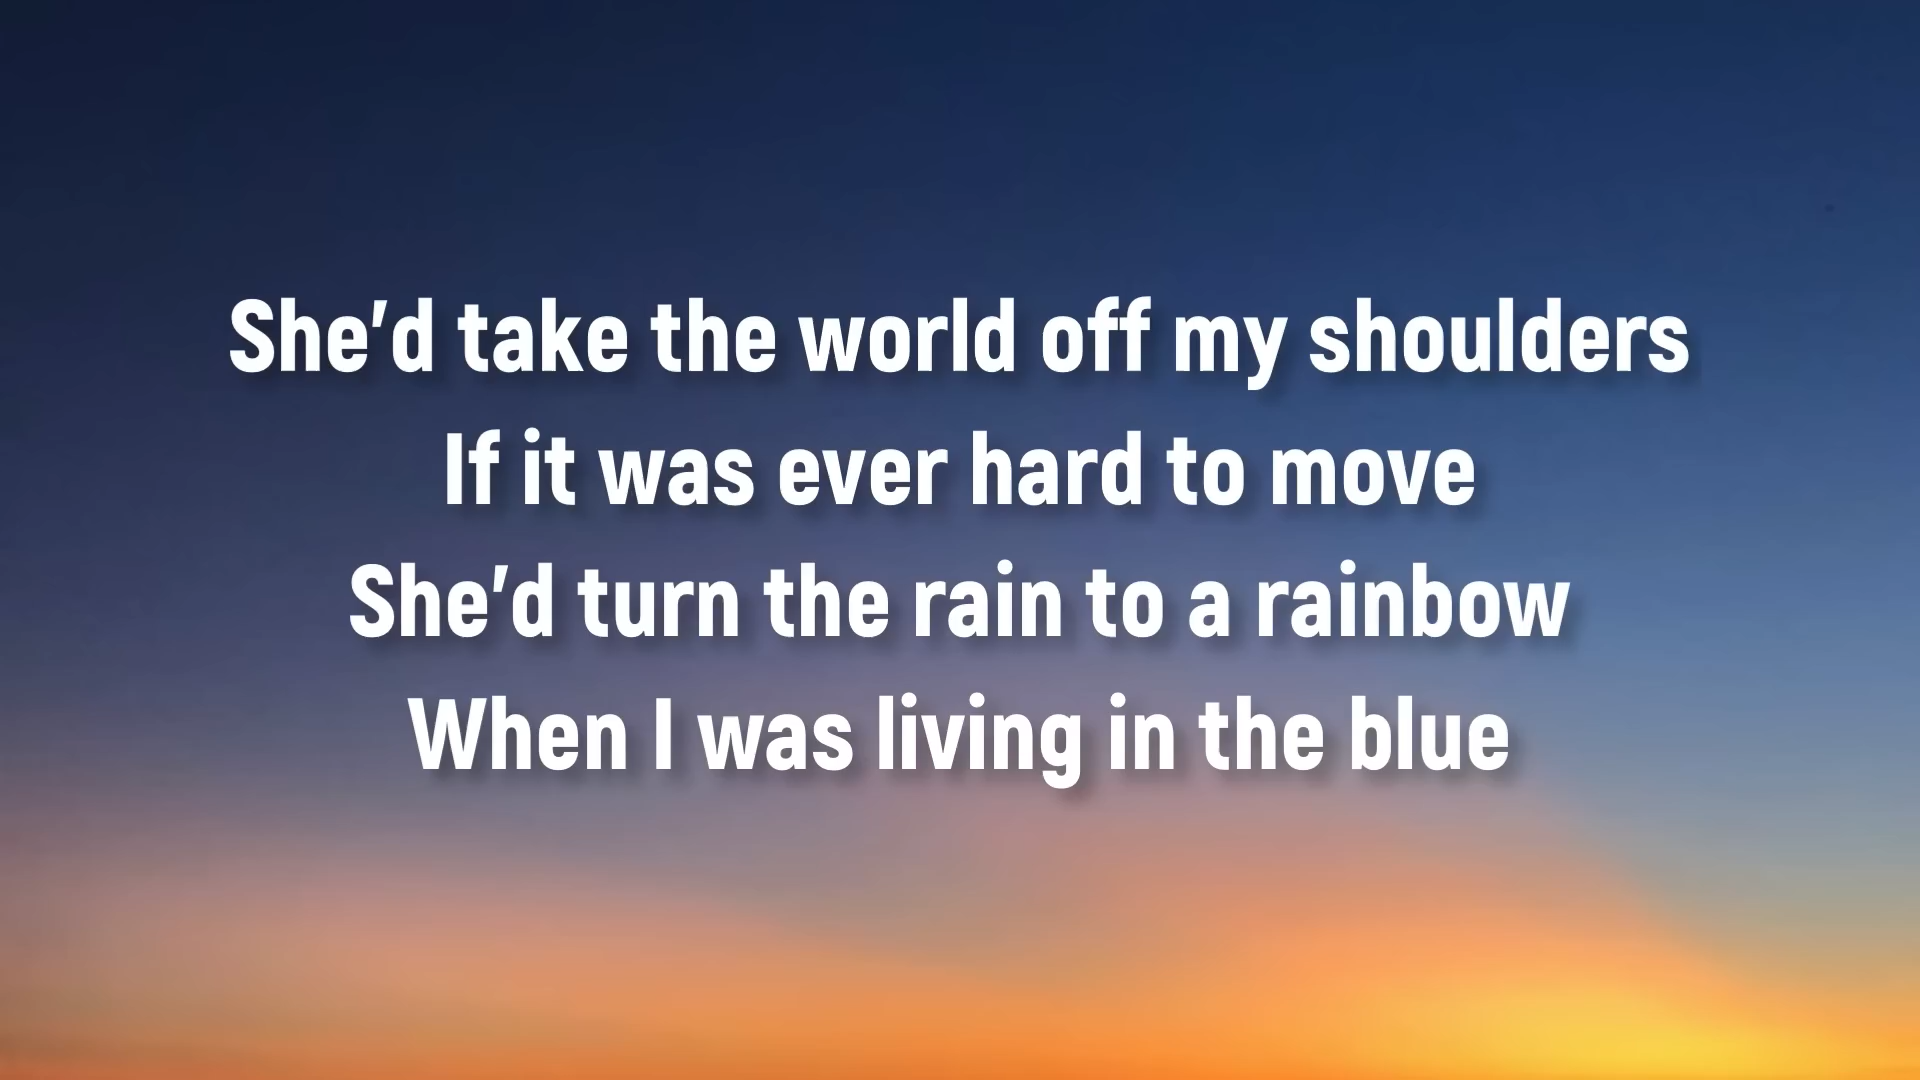 She'd take the world off my shoulders
If it was ever hard to move
She'd turn the rain to a rainbow
When I was living in the blue